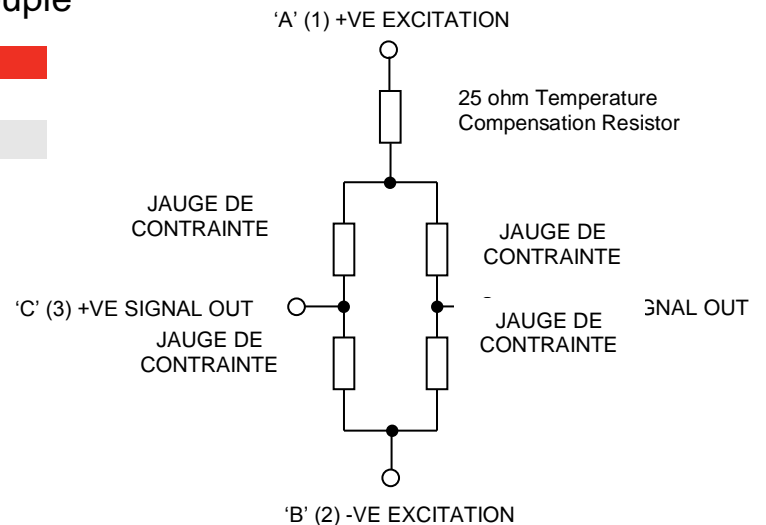 ‘A’ (1) +VE EXCITATION
25 ohm Temperature
Compensation Resistor
JAUGE DE
CONTRAINTE
JAUGE DE
CONTRAINTE
‘C’ (3) +VE SIGNAL OUT
OUT
JAUGE DE
CONTRAINTE
JAUGE DE
CONTRAINTE
‘B’ (2) -VE EXCITATION